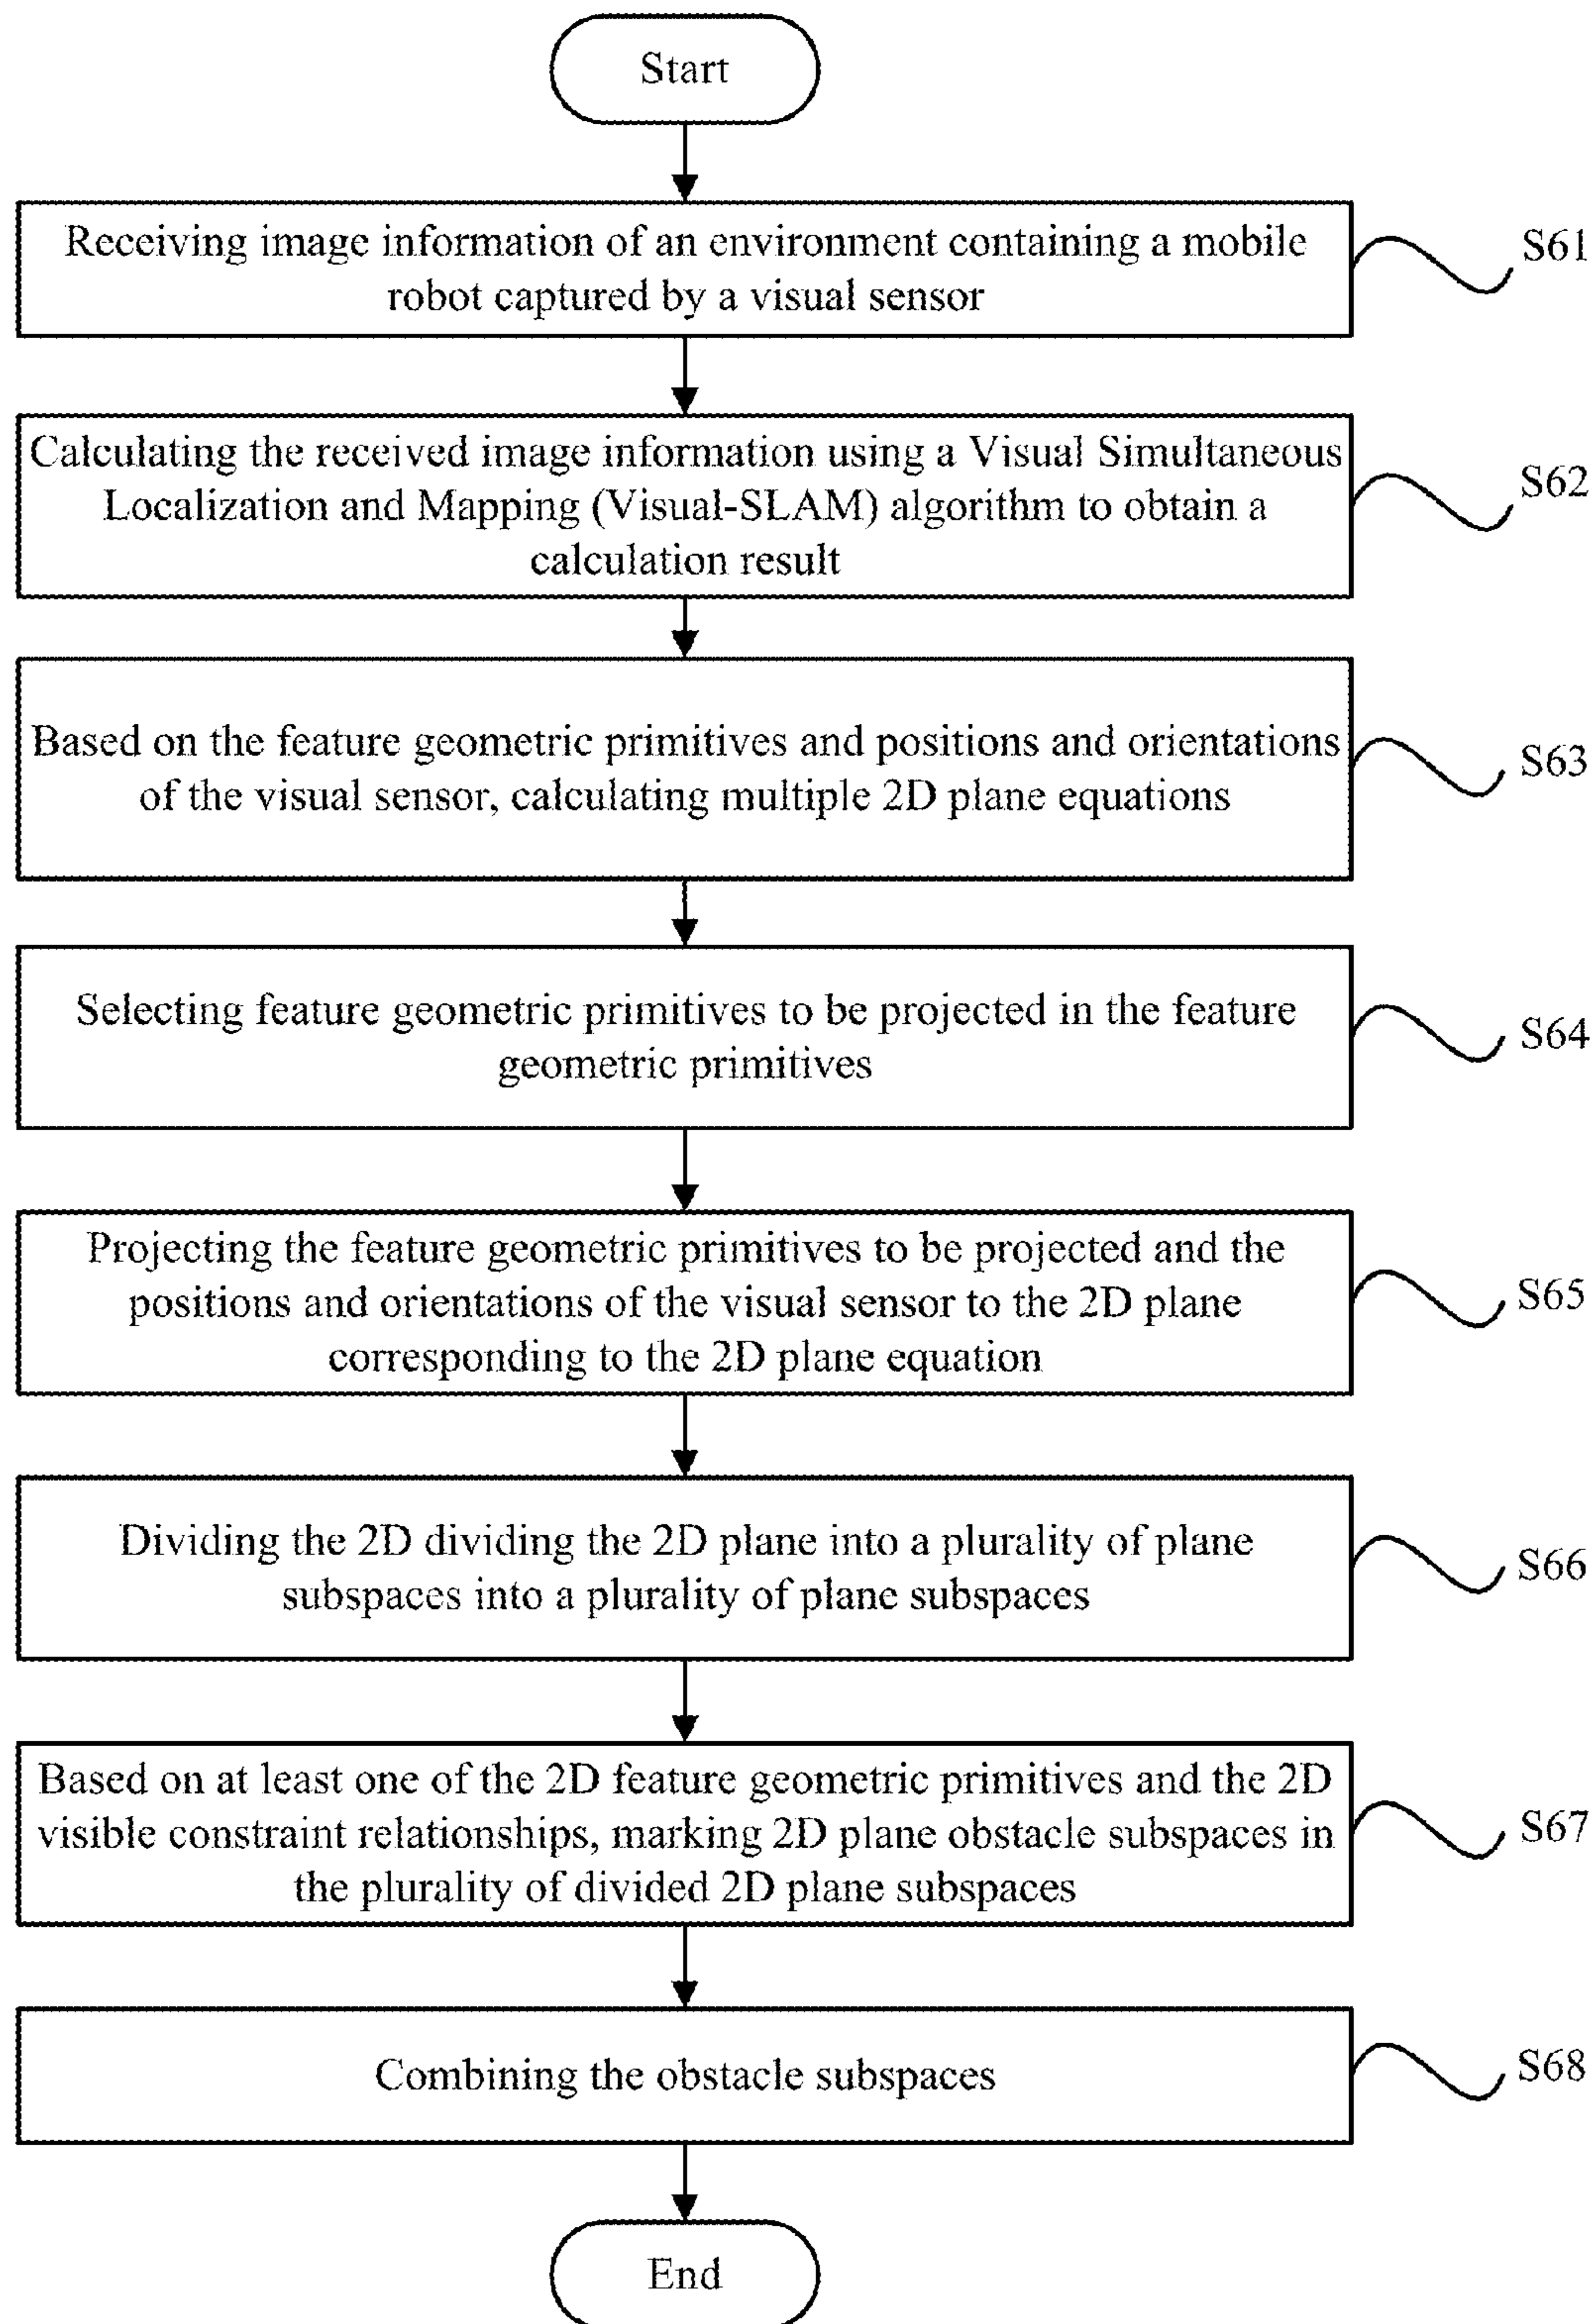 Start
Receiving image information of an environment containing a mobile
robot captured by a visual sensor
S61
Calculating the received image information using a Visual Simultaneous
Localization and Mapping (Visual-SLAM) algorithm to obtain a
calculation result
S62
Based on the feature geometric primitives and positions and orientations
of the visual sensor, calculating multiple 2D plane equations
S63
Selecting feature geometric primitives to be projected in the feature
geometric primitives
S64
Projecting the feature geometric primitives to be projected and the
positions and orientations of the visual sensor to the 2D plane
corresponding to the 2D plane equation
S65
Dividing the 2D dividing the 2D plane into a plurality of plane
subspaces into a plurality of plane subspaces
S66
Based on at least one of the 2D feature geometric primitives and the 2D
visible constraint relationships, marking 2D plane obstacle subspaces in
the plurality of divided 2D plane subspaces
S67
Combining the obstacle subspaces
S68
End